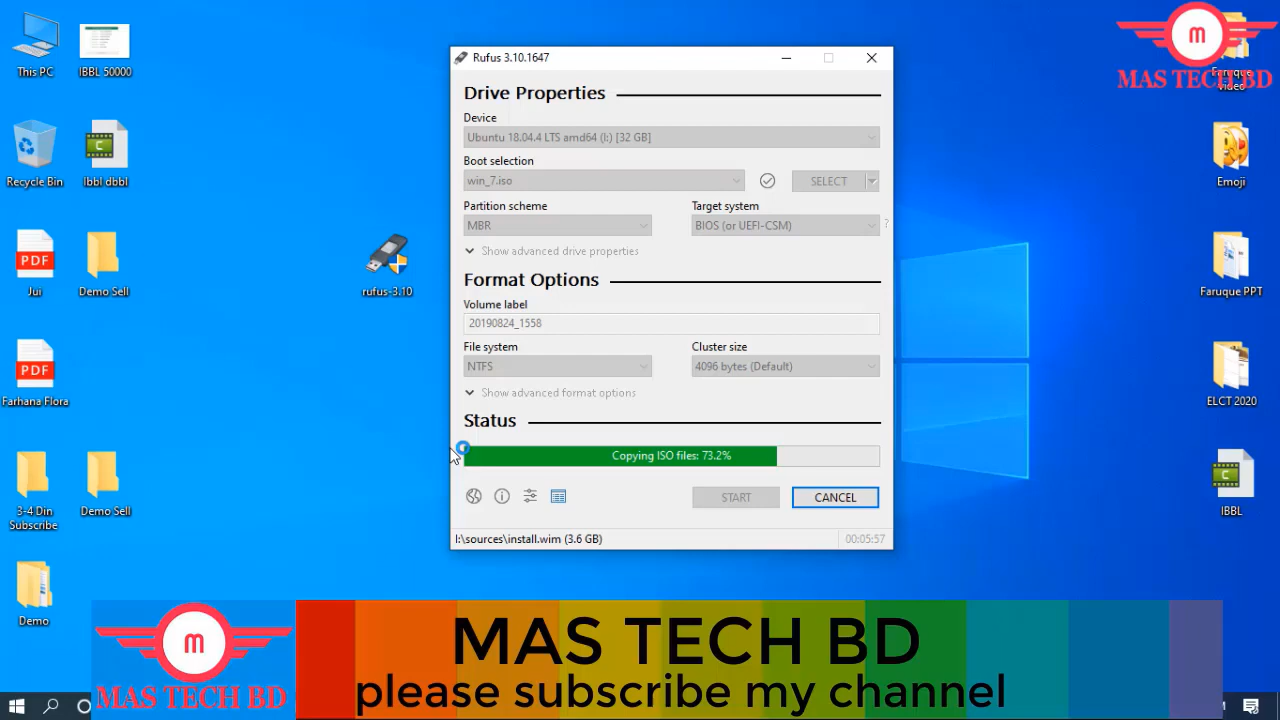 This PC
IBBL 50000
Recycle Bin
ibbl dbbl
PDF
Jui
Demo Sell
PDF
Farhana Flora
3-4 Din
Subscribe
Demo Sell
Demo
rufus-3.10
Rufus 3.10.1647
Drive Properties
Device
Ubuntu 18.04.4 LTS amd64 (I:) [32 GB]
Boot selection
win_7.iso
SELECT
Partition scheme
Target system
MBR
BIOS (or UEFI-CSM)
?
Show advanced drive properties
Format Options
Volume label
20190824_1558
File system
Cluster size
NTFS
4096 bytes (Default)
Show advanced format options
Status
Copying ISO files: 73.2%
START
CANCEL
I:\sources\install.wim (3.6 GB)
00:05:57
m
MAS TECH BD
Faruque
video
Emoji
Faruque PPT
ELCT 2020
IBBL
m
MAS TECH BD
MAS TECH BD
please subscribe my channel